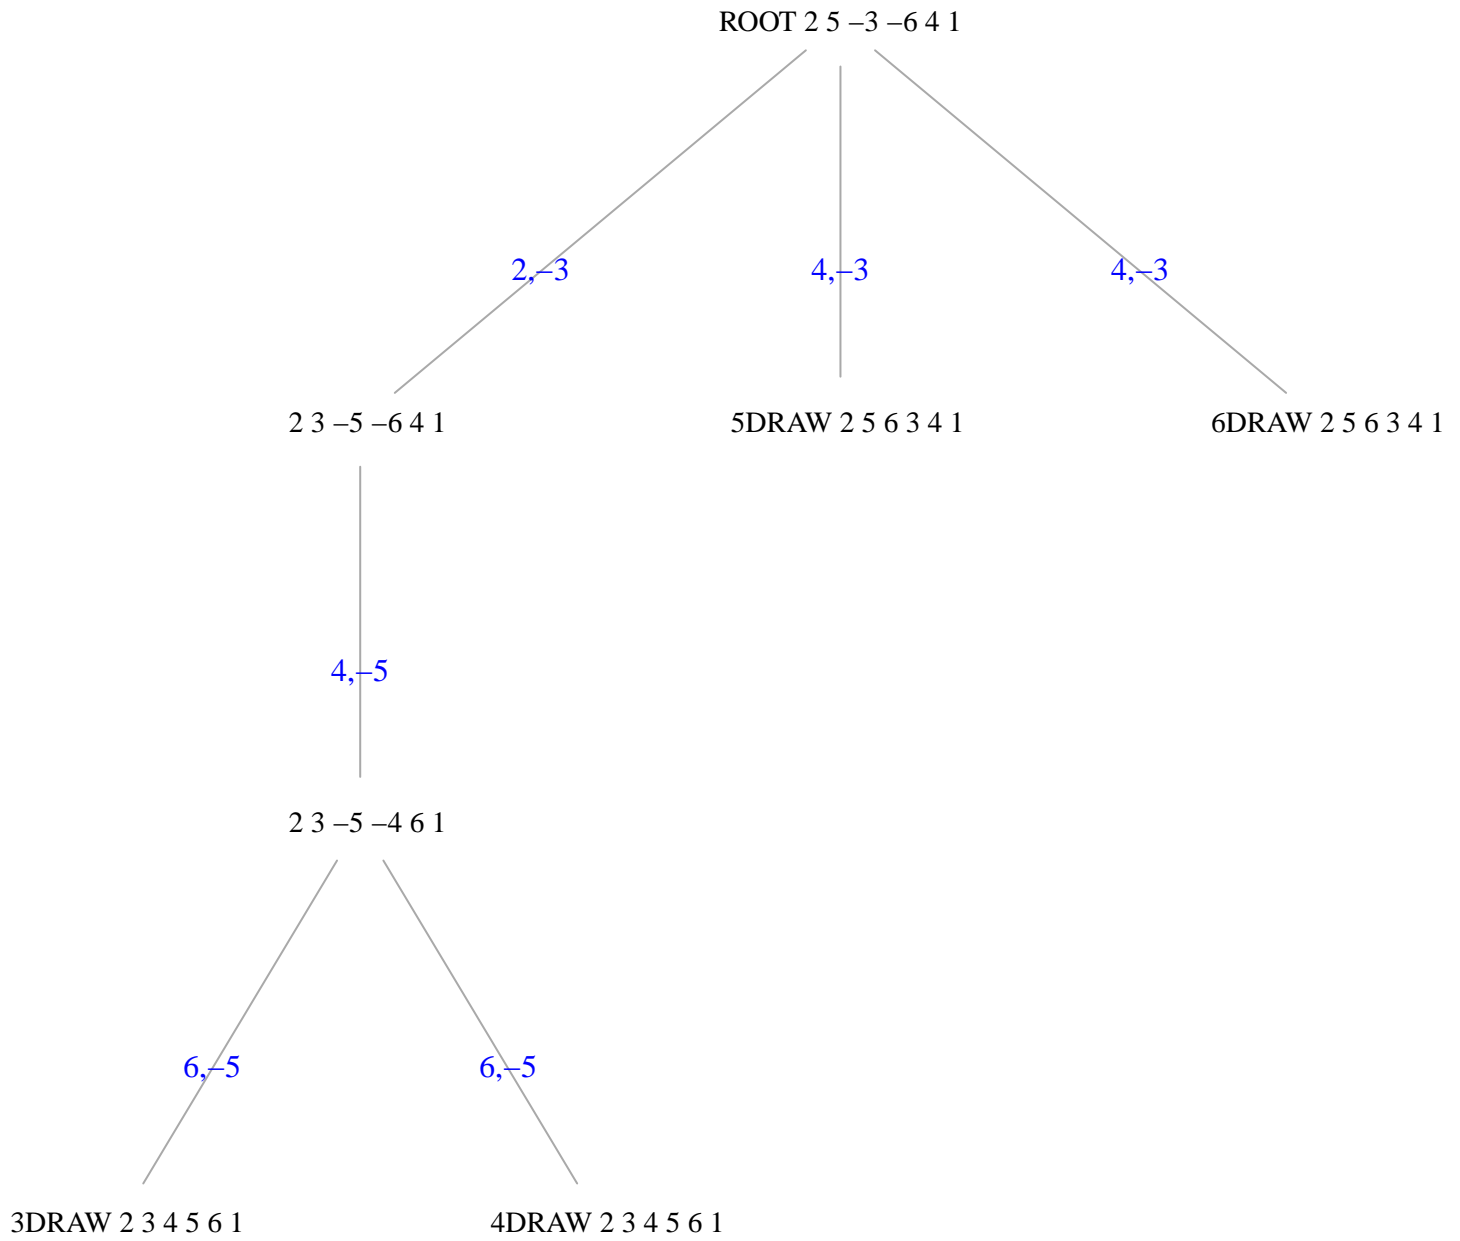 ROOT 2 5 –3 –6 4 1
2,–3
4,–3
4,–3
2 3 –5 –6 4 1
5DRAW 2 5 6 3 4 1
6DRAW 2 5 6 3 4 1
4,–5
2 3 –5 –4 6 1
6,–5
6,–5
3DRAW 2 3 4 5 6 1
4DRAW 2 3 4 5 6 1